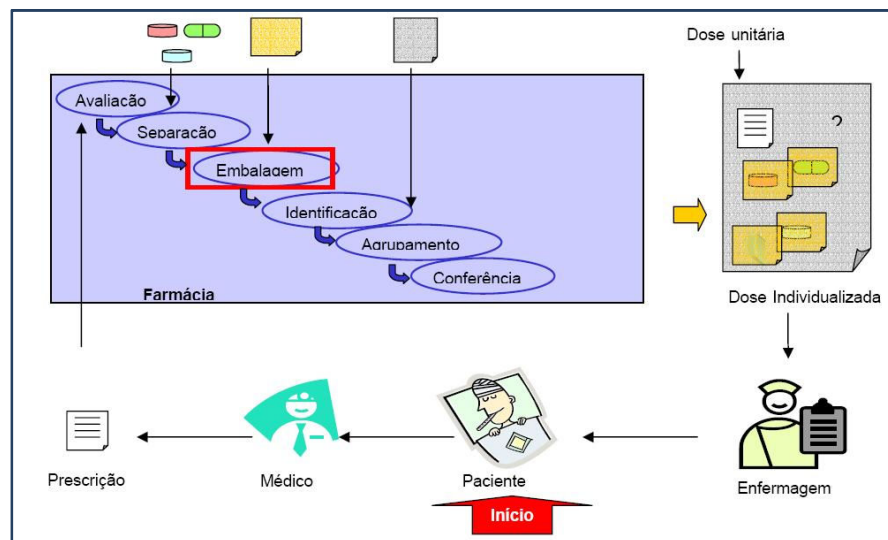 Dose unitária
Avaliação
Separação
Embalagem
Identificação
Agrupamento
Conferência
Farmácia
Dose Individualizada
Prescrição
Médico
Paciente
Enfermagem
Início